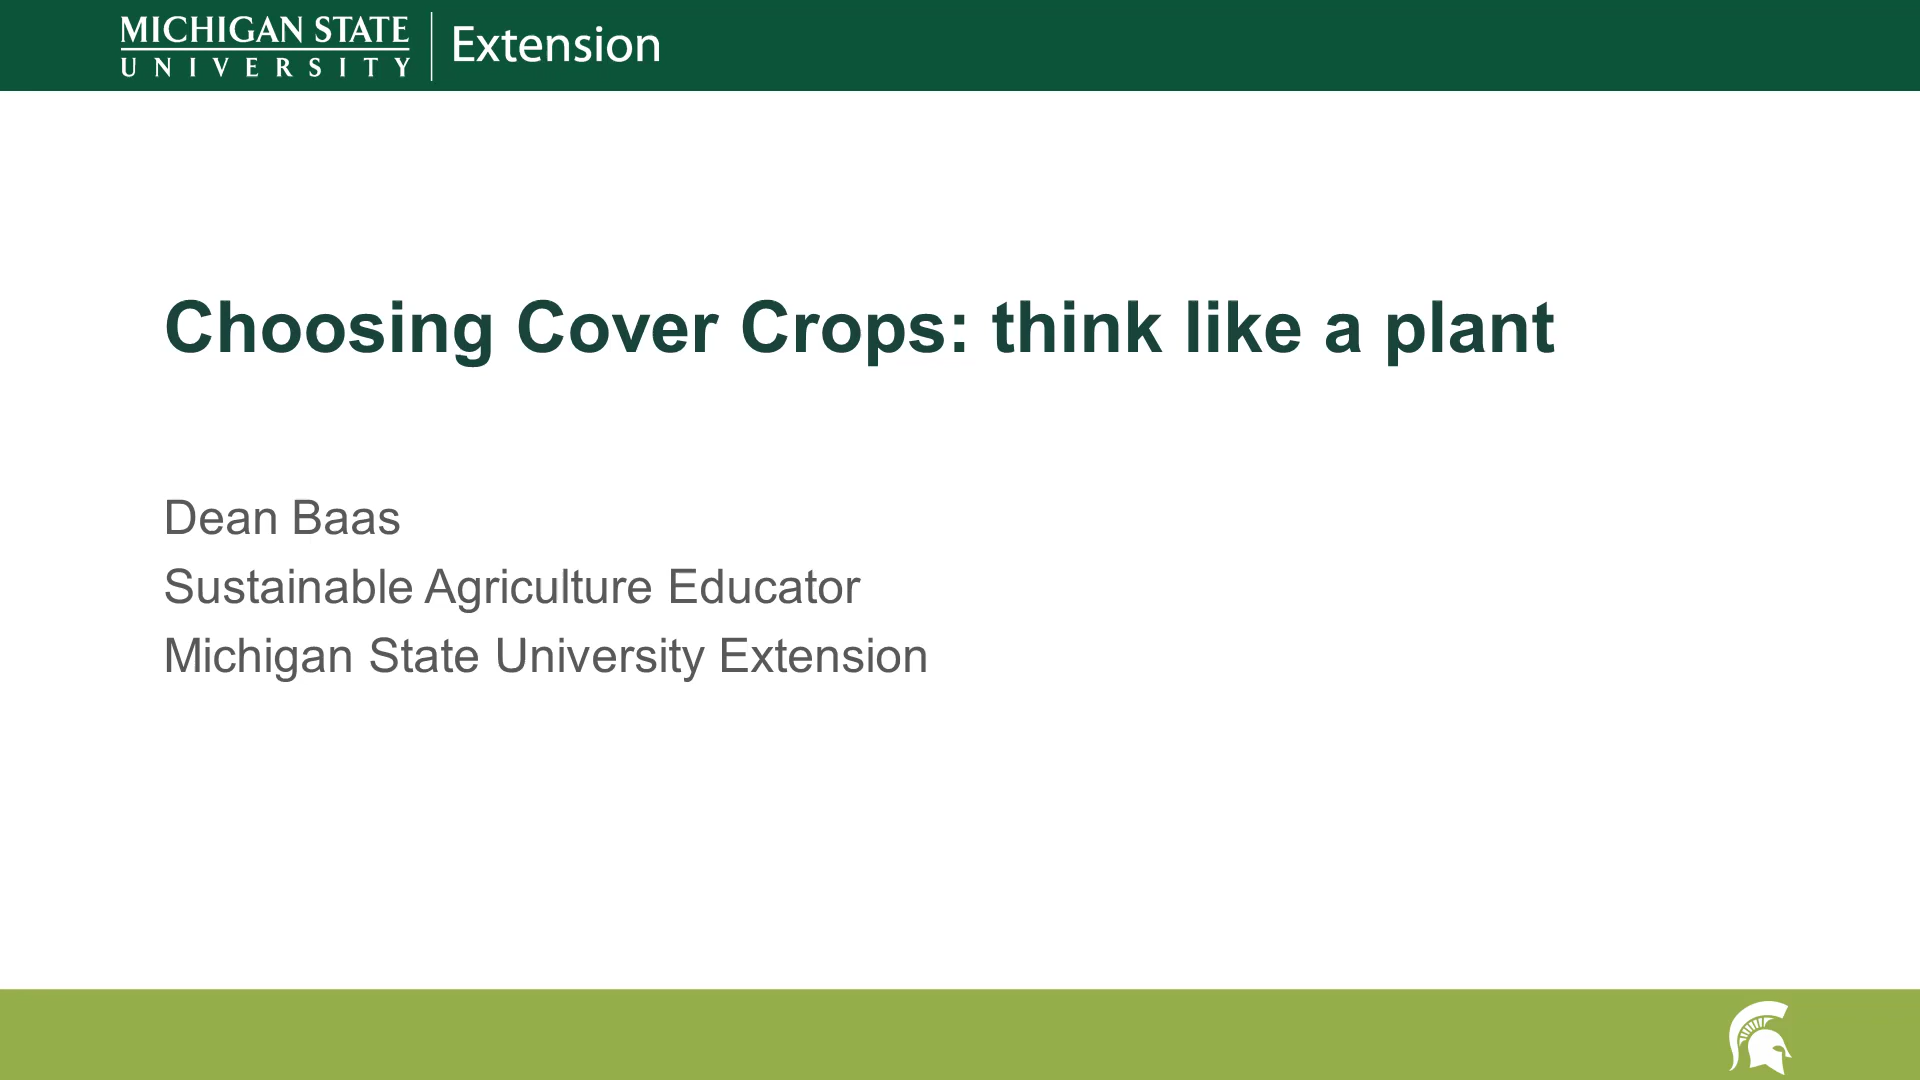 MICHIGAN STATE
UNIVERSITY
Extension
Choosing Cover Crops: think like a plant
Dean Baas
Sustainable Agriculture Educator
Michigan State University Extension